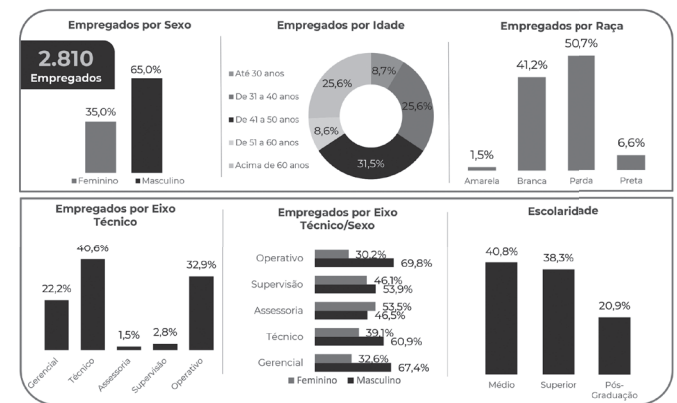 Empregados por Sexo
2.810
Empregados
65,0%
35,0%
Feminino Masculino
Empregados por Idade
Até 30 anos
De 31 a 40 anos
De 41 a 50 anos
De 51 a 60 anos
Acima de 60 anos
8,7%
25,6%
25,6%
8,6%
31,5%
Empregados por Raça
50,7%
41,2%
1,5%
6,6%
Amarela Branca Parda Preta
Empregados por Eixo
Técnico
40,6%
32,9%
22,2%
1,5%
2,8%
Gerencial Técnico Assessoria Supervisão Operativo
Empregados por Eixo
Técnico/Sexo
Operativo 30,2%
69,8%
Supervisão 46,1%
53,9%
Assessoria 53,5%
46,5%
Técnico 39,1%
60,9%
Gerencial 32,6%
67,4%
Feminino Masculino
Escolaridade
40,8%
38,3%
20,9%
Médio Superior Pós-
Graduação